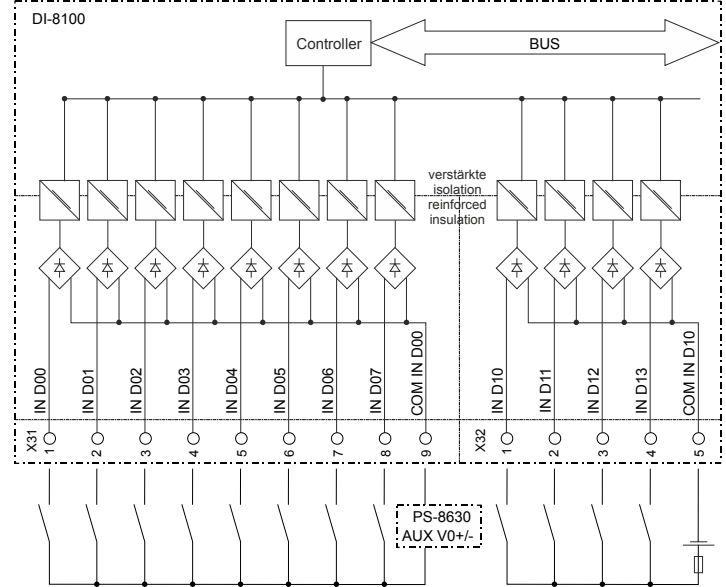 DI-8100
Controller
BUS
verstärkte
isolation
reinforced
insulation
IN D00
IN D01
IN D02
IN D03
IN D04
IN D05
IN D06
IN D07
COM IN D00
IN D10
IN D11
IN D12
IN D13
COM IN D10
X31
1
2
3
4
5
6
7
8
9
X32
1
2
3
4
5
PS-8630
AUX V0+/-